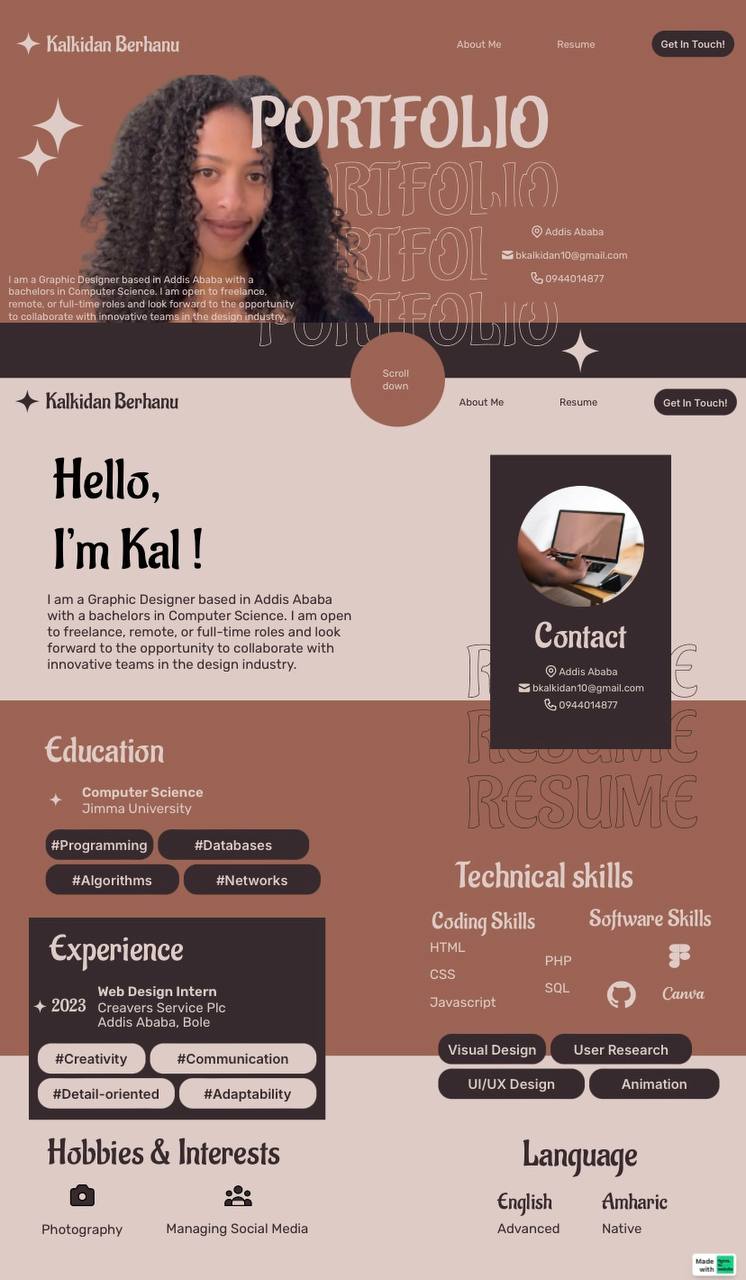 Kalkidan Berhanu
About Me
Resume
Get In Touch!
PORTFOLIO
PORTFOLIO
PORTFOLIO
PORTFOLIO
Addis Ababa
bkalkidan10@gmail.com
0944014877
I am a Graphic Designer based in Addis Ababa with a
bachelors in Computer Science. I am open to freelance,
remote, or full-time roles and look forward to the opportunity
to collaborate with innovative teams in the design industry.
Scroll
down
Kalkidan Berhanu
About Me
Resume
Get In Touch!
Hello,
I'm Kal !
I am a Graphic Designer based in Addis Ababa
with a bachelors in Computer Science. I am open
to freelance, remote, or full-time roles and look
forward to the opportunity to collaborate with
innovative teams in the design industry.
Contact
Addis Ababa
bkalkidan10@gmail.com
0944014877
RESUME
RESUME
RESUME
Education
Computer Science
Jimma University
#Programming
#Databases
#Algorithms
#Networks
Experience
2023
Web Design Intern
Creavers Service Plc
Addis Ababa, Bole
#Creativity
#Communication
#Detail-oriented
#Adaptability
Technical skills
Coding Skills
HTML
CSS
Javascript
PHP
SQL
Software Skills
Canva
Visual Design
User Research
UI/UX Design
Animation
Hobbies & Interests
Photography
Managing Social Media
Language
English
Advanced
Amharic
Native
Made
with